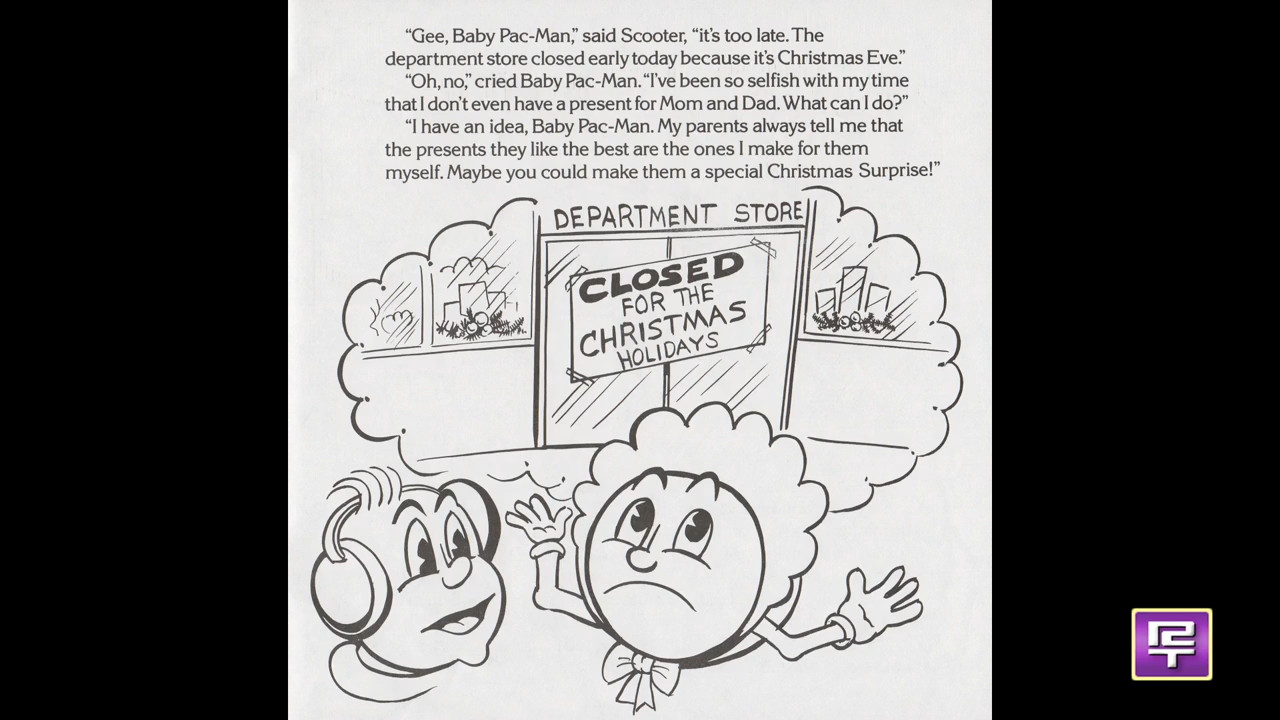 “Gee, Baby Pac-Man,” said Scooter, “it’s too late. The
department store closed early today because it’s Christmas Eve.”
“Oh, no,” cried Baby Pac-Man. “I’ve been so selfish with my time
that I don’t even have a present for Mom and Dad. What can I do?”
“I have an idea, Baby Pac-Man. My parents always tell me that
the presents they like the best are the ones I make for them
myself. Maybe you could make them a special Christmas Surprise!”
DEPARTMENT STORE
CLOSED
FOR THE
CHRISTMAS
HOLIDAYS